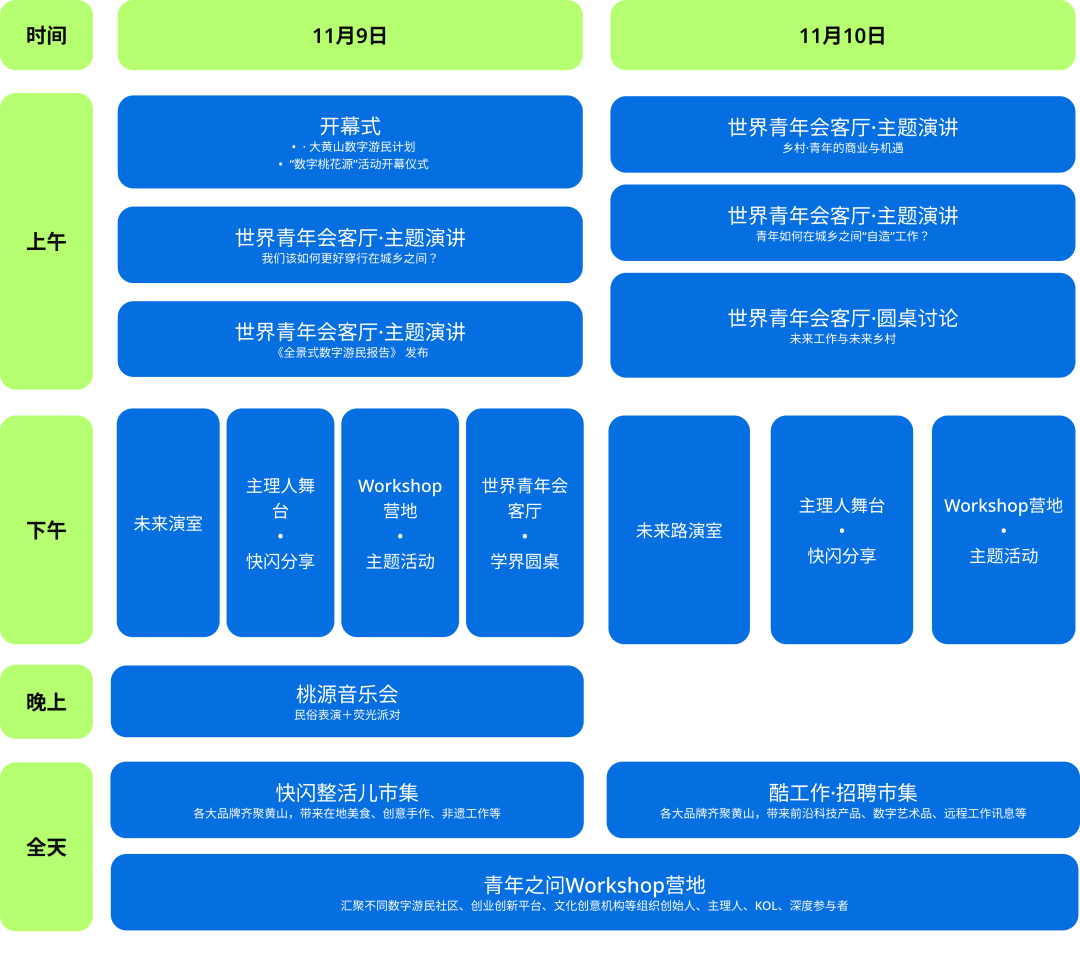 时间
11月9日
11月10日
上午
开幕式
• · 大黄山数字游民计划
• “数字桃花源”活动开幕仪式
世界青年会客厅·主题演讲
我们该如何更好穿行在城乡之间？
世界青年会客厅·主题演讲
《全景式数字游民报告》 发布
世界青年会客厅·主题演讲
乡村·青年的商业与机遇
世界青年会客厅·主题演讲
青年如何在城乡之间“自造”工作？
世界青年会客厅·圆桌讨论
未来工作与未来乡村
下午
未来演室
主理人舞
台
•
快闪分享
Workshop
营地
•
主题活动
世界青年会
客厅
•
学界圆桌
未来路演室
主理人舞台
•
快闪分享
Workshop营地
•
主题活动
晚上
桃源音乐会
民俗表演＋荧光派对
全天
快闪整活儿市集
各大品牌齐聚黄山，带来在地美食、创意手作、非遗工作等
酷工作·招聘市集
各大品牌齐聚黄山，带来前沿科技产品、数字艺术品、远程工作讯息等
青年之问Workshop营地
汇聚不同数字游民社区、创业创新平台、文化创意机构等组织创始人、主理人、KOL、深度参与者